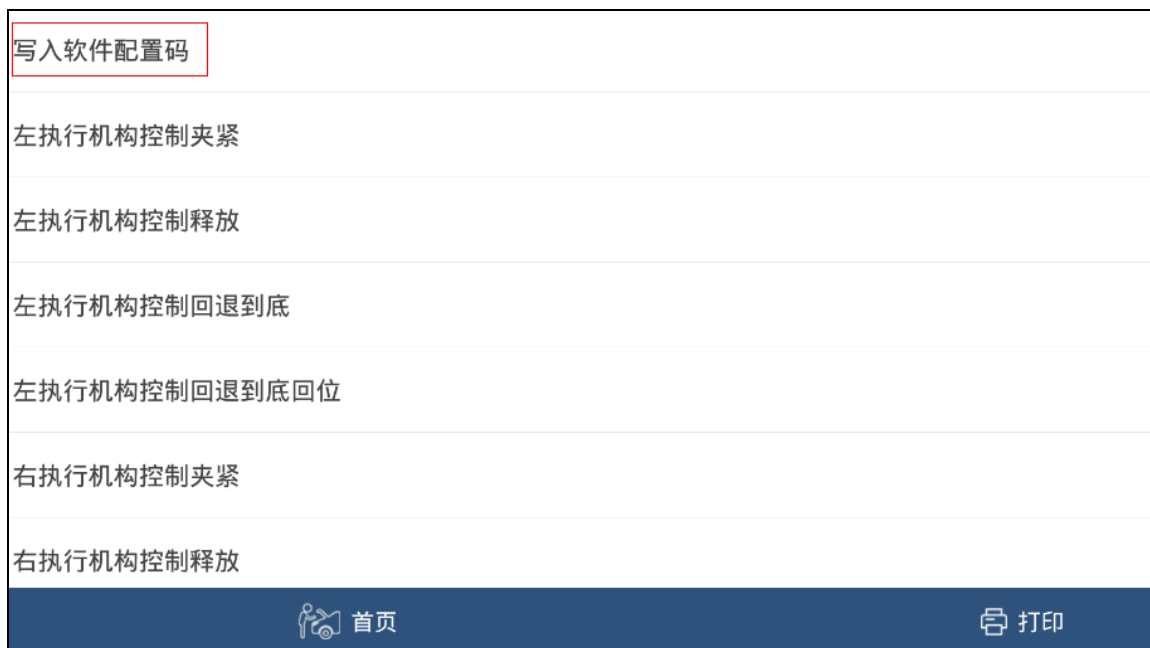 写入软件配置码
左执行机构控制夹紧
左执行机构控制释放
左执行机构控制回退到底
左执行机构控制回退到底回位
右执行机构控制夹紧
右执行机构控制释放
首页 打印